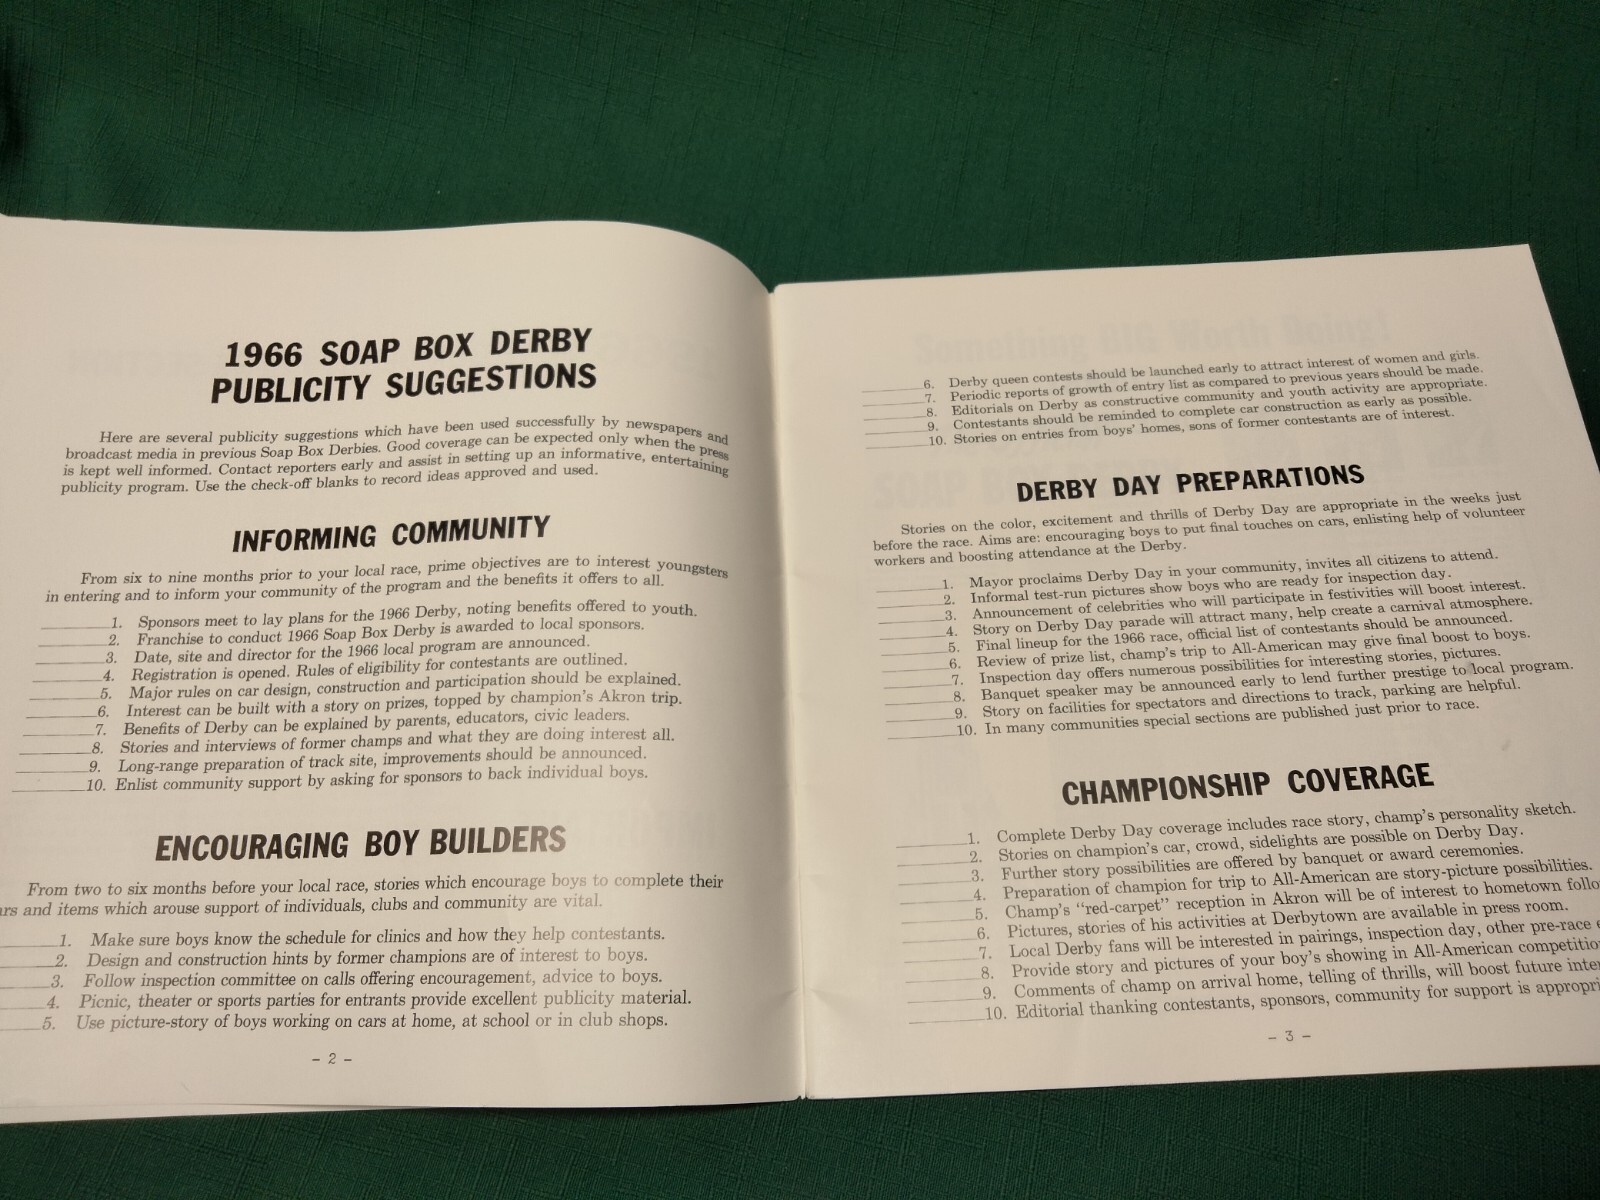 1966 SOAP BOX DERBY
PUBLICITY SUGGESTIONS
Here are several publicity suggestions which have been used successfully by newspapers and
broadcast media in previous Soap Box Derbies. Good coverage can be expected only when the press
is kept well informed. Contact reporters early and assist in setting up an informative, entertaining
publicity program. Use the check-off blanks to record ideas approved and used.
INFORMING COMMUNITY
From six to nine months prior to your local race, prime objectives are to interest youngsters
in entering and to inform your community of the program and the benefits it offers to all.
1. Sponsors meet to lay plans for the 1966 Derby, noting benefits offered to youth.
2. Franchise to conduct 1966 Soap Box Derby is awarded to local sponsors.
3. Date, site and director for the 1966 local program are announced.
4. Registration is opened. Rules of eligibility for contestants are outlined.
5. Major rules on car design, construction and participation should be explained.
6. Interest can be built with a story on prizes, topped by champion's Akron trip.
7. Benefits of Derby can be explained by parents, educators, civic leaders.
8. Stories and interviews of former champs and what they are doing interest all.
9. Long-range preparation of track site, improvements should be announced.
10. Enlist community support by asking for sponsors to back individual boys.
ENCOURAGING BOY BUILDERS
From two to six months before your local race, stories which encourage boys to complete their
rs and items which arouse support of individuals, clubs and community are vital.
1. Make sure boys know the schedule for clinics and how they help contestants.
2. Design and construction hints by former champions are of interest to boys.
3. Follow inspection committee on calls offering encouragement, advice to boys.
4. Picnic, theater or sports parties for entrants provide excellent publicity material.
5. Use picture-story of boys working on cars at home, at school or in club shops.
- 2 -
6. Derby queen contests should be launched early to attract interest of women and girls.
7. Periodic reports of growth of entry list as compared to previous years should be made.
8. Editorials on Derby as constructive community and youth activity are appropriate.
9. Contestants should be reminded to complete car construction as early as possible.
10. Stories on entries from boys' homes, sons of former contestants are of interest.
DERBY DAY PREPARATIONS
Stories on the color, excitement and thrills of Derby Day are appropriate in the weeks just
before the race. Aims are: encouraging boys to put final touches on cars, enlisting help of volunteer
workers and boosting attendance at the Derby.
1. Mayor proclaims Derby Day in your community, invites all citizens to attend.
2. Informal test-run pictures show boys who are ready for inspection day.
3. Announcement of celebrities who will participate in festivities will boost interest.
4. Story on Derby Day parade will attract many, help create a carnival atmosphere.
5. Final lineup for the 1966 race, official list of contestants should be announced.
6. Review of prize list, champ's trip to All-American may give final boost to boys.
7. Inspection day offers numerous possibilities for interesting stories, pictures.
8. Banquet speaker may be announced early to lend further prestige to local program.
9. Story on facilities for spectators and directions to track, parking are helpful.
10. In many communities special sections are published just prior to race.
CHAMPIONSHIP COVERAGE
1. Complete Derby Day coverage includes race story, champ's personality sketch.
2. Stories on champion's car, crowd, sidelights are possible on Derby Day.
3. Further story possibilities are offered by banquet or award ceremonies.
4. Preparation of champion for trip to All-American are story-picture possibilities.
5. Champ's "red-carpet" reception in Akron will be of interest to hometown follo
6. Pictures, stories of his activities at Derbytown are available in press room.
7. Local Derby fans will be interested in pairings, inspection day, other pre-race e
8. Provide story and pictures of your boy's showing in All-American competitio
9. Comments of champ on arrival home, telling of thrills, will boost future inte
10. Editorial thanking contestants, sponsors, community for support is appropri
- 3 -